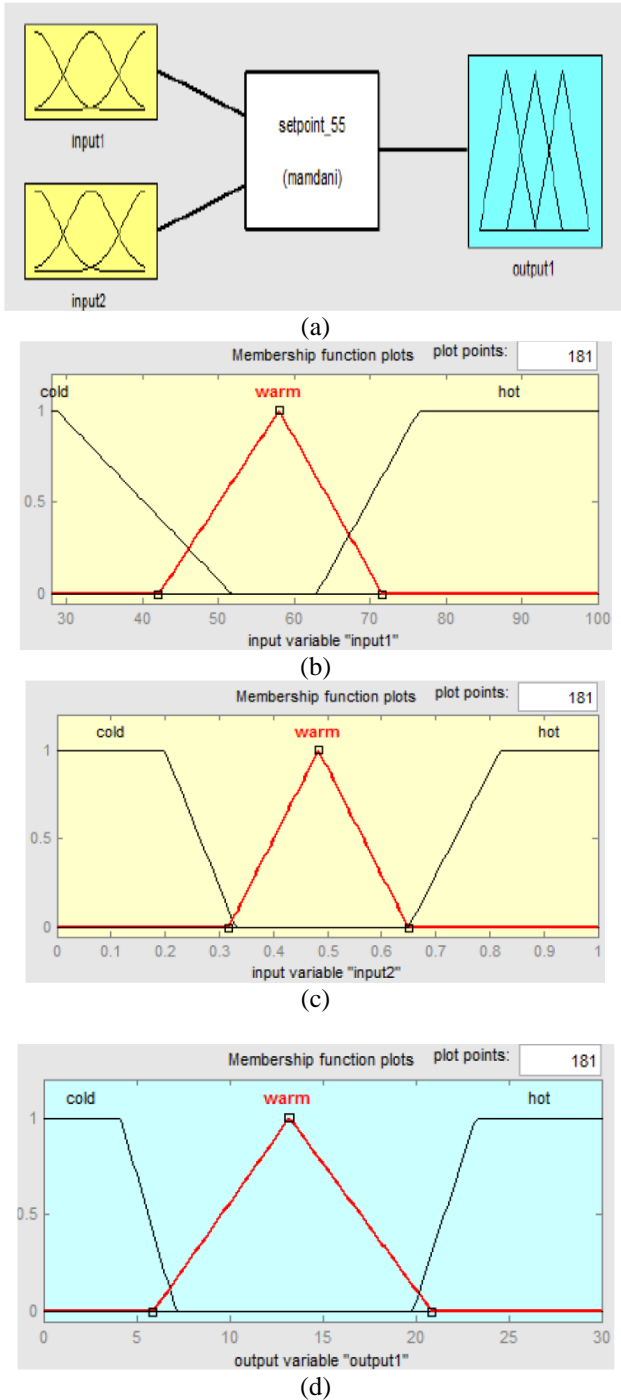 setpoint_55
(mamdani)
input1
input2
output1
(a)
Membership function plots plot points: 181
cold warm hot
1
0.5
0
30 40 50 60 70 80 90 100
input variable "input1"
(b)
Membership function plots plot points: 181
cold warm hot
1
0.5
0
0 0.1 0.2 0.3 0.4 0.5 0.6 0.7 0.8 0.9 1
input variable "input2"
(c)
Membership function plots plot points: 181
cold warm hot
1
0.5
0
0 5 10 15 20 25 30
output variable "output1"
(d)